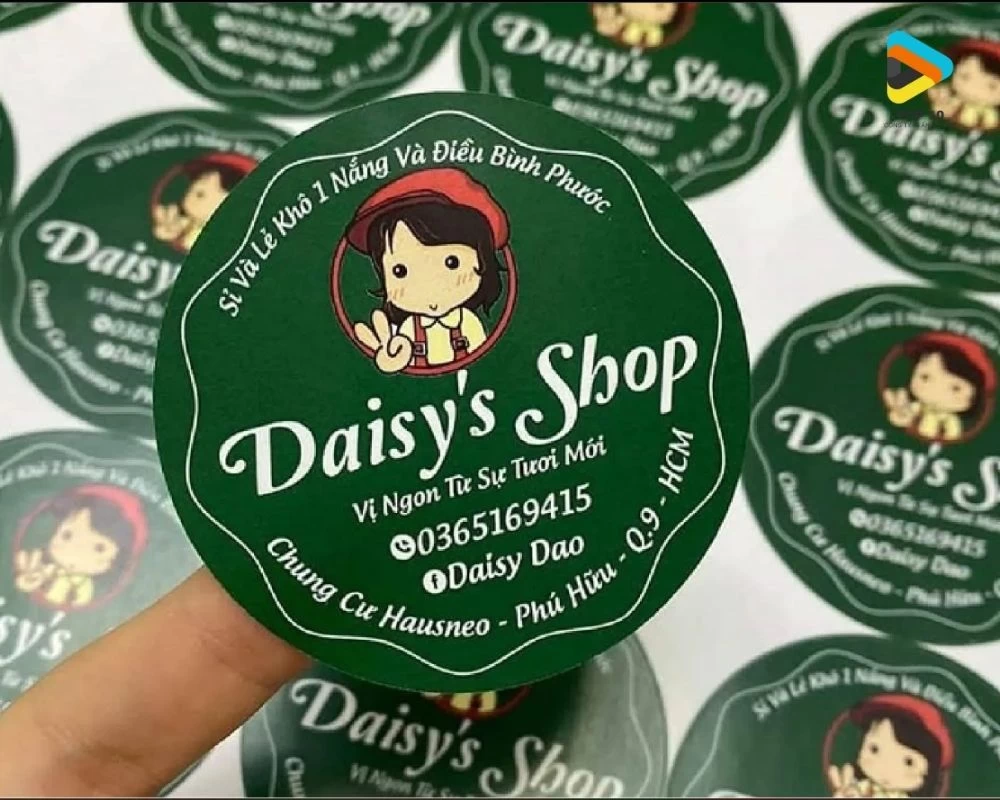 Sỉ Và Lẻ Khô 1 Nắng Và Điều Bình Phước
Daisy's Shop
Vị Ngon Từ Sự Tươi Mới
0365169415
Daisy Dao
Chung Cư Hausneo - Phú Hữu - Q.9 - HCM